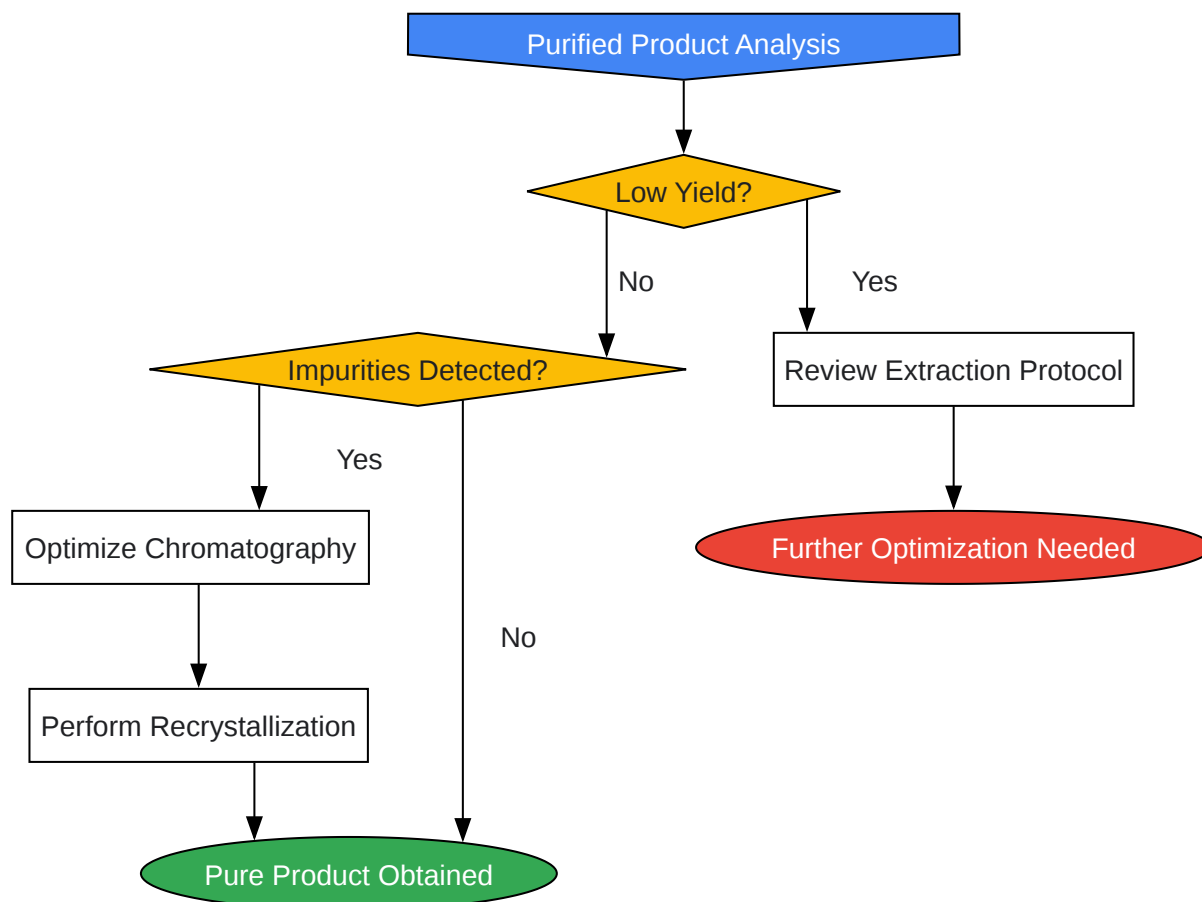 Purified Product Analysis
Low Yield?
No
Yes
Impurities Detected?
Review Extraction Protocol
Yes
Optimize Chromatography
Further Optimization Needed
No
Perform Recrystallization
Pure Product Obtained